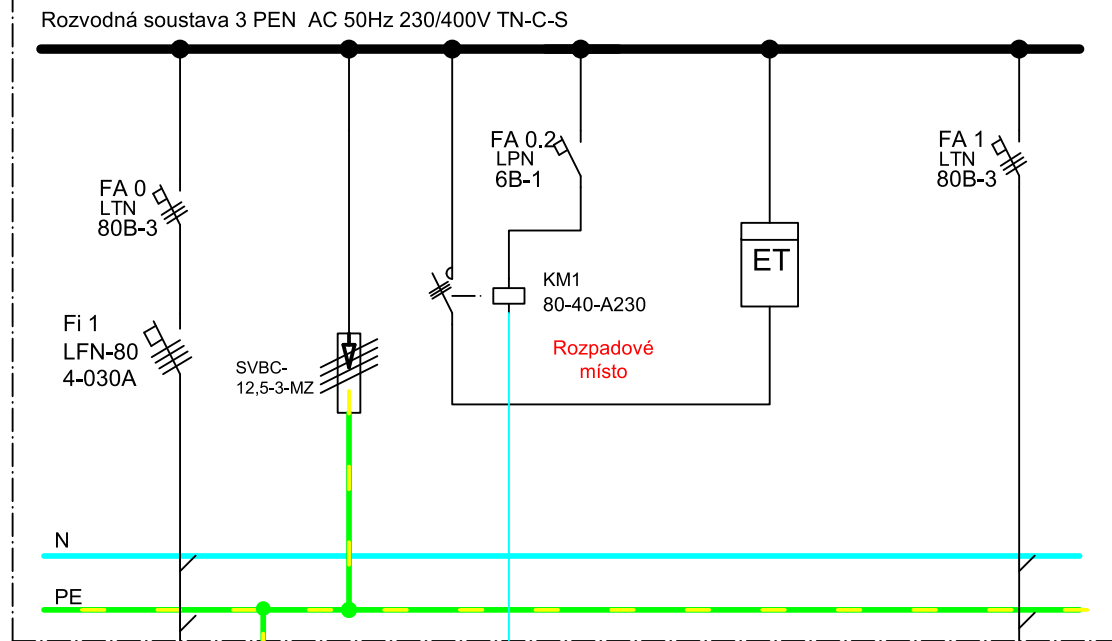 Rozvodná soustava 3 PEN AC 50Hz 230/400V TN-C-S
FA 0
LTN
80B-3
Fi 1
LFN-80
4-030A
SVBC-
12,5-3-MZ
FA 0.2
LPN
6B-1
KM1
80-40-A230
Rozpadové
místo
ET
FA 1
LTN
80B-3
N
PE